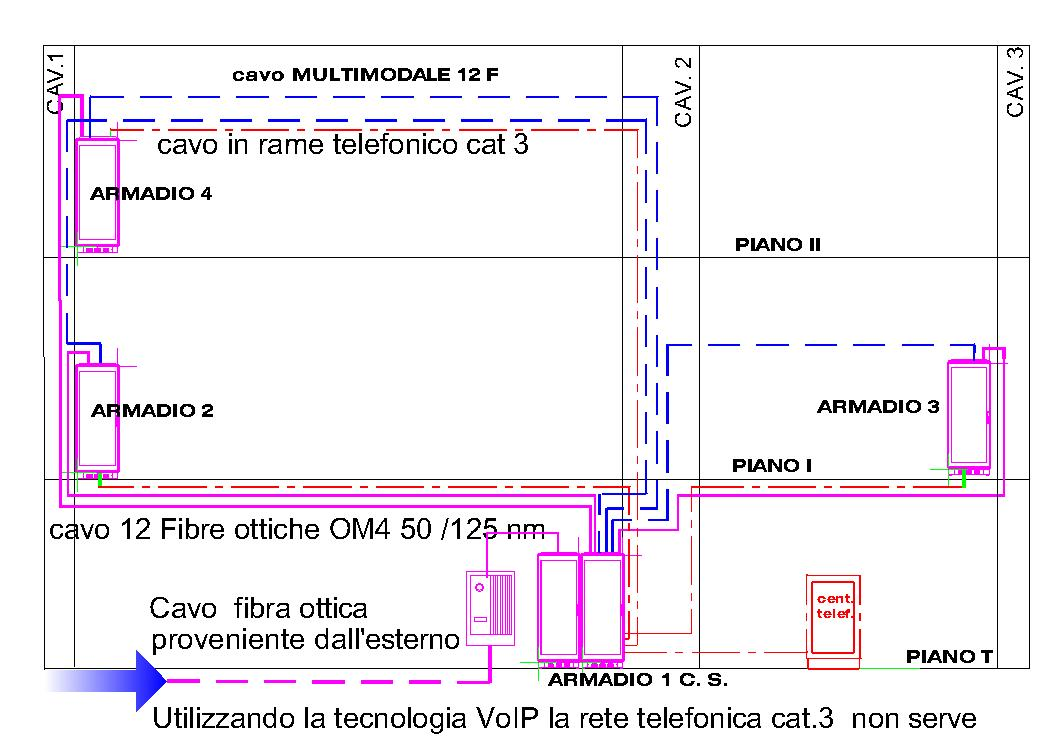 CAV.1
cavo MULTIMODALE 12 F
CAV. 2
CAV. 3
cavo in rame telefonico cat 3
ARMADIO 4
PIANO II
ARMADIO 2
ARMADIO 3
PIANO I
cavo 12 Fibre ottiche OM4 50 /125 nm
Cavo fibra ottica
proveniente dall'esterno
cent.
telef.
PIANO T
ARMADIO 1 C. S.
Utilizzando la tecnologia VoIP la rete telefonica cat.3 non serve